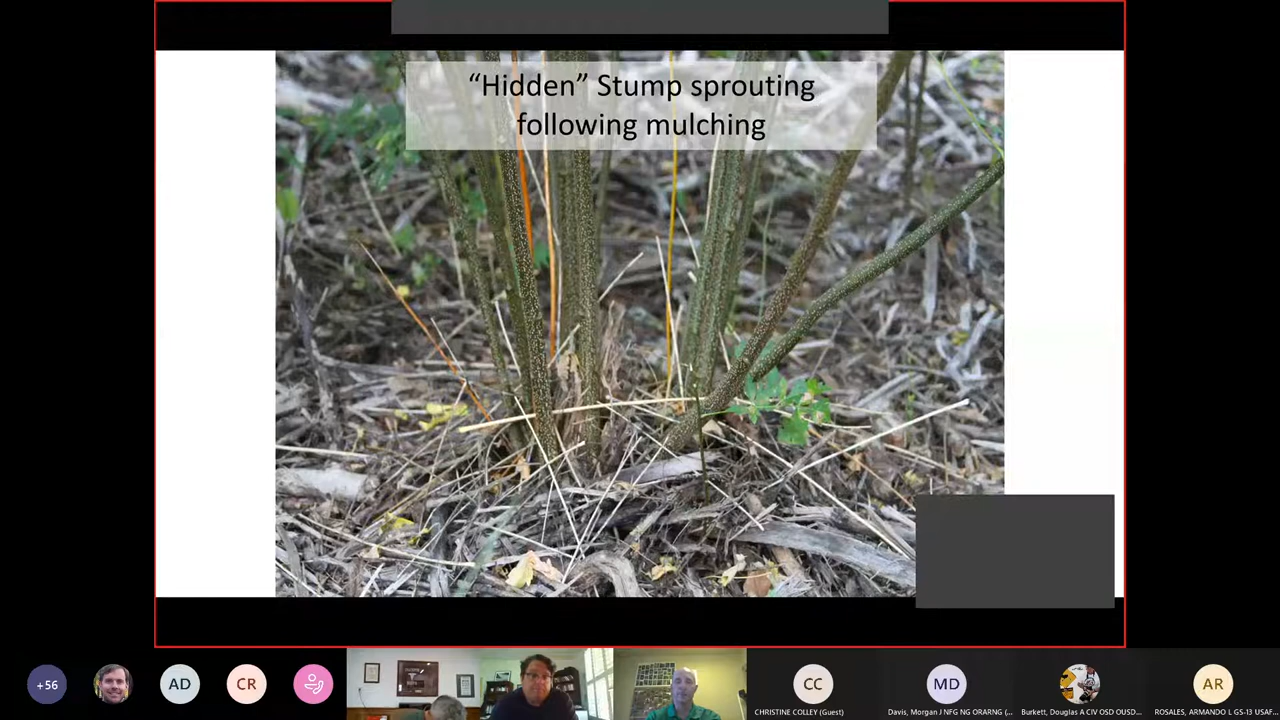 “Hidden” Stump sprouting
following mulching
+56
AD
CR
CC
MD
AR
CHRISTINE COLLEY (Guest)
Davis, Morgan J NFG NG ORARNG (...
Burkett, Douglas A CIV OSD OUSD...
ROSALES, ARMANDO L GS-13 USAF...